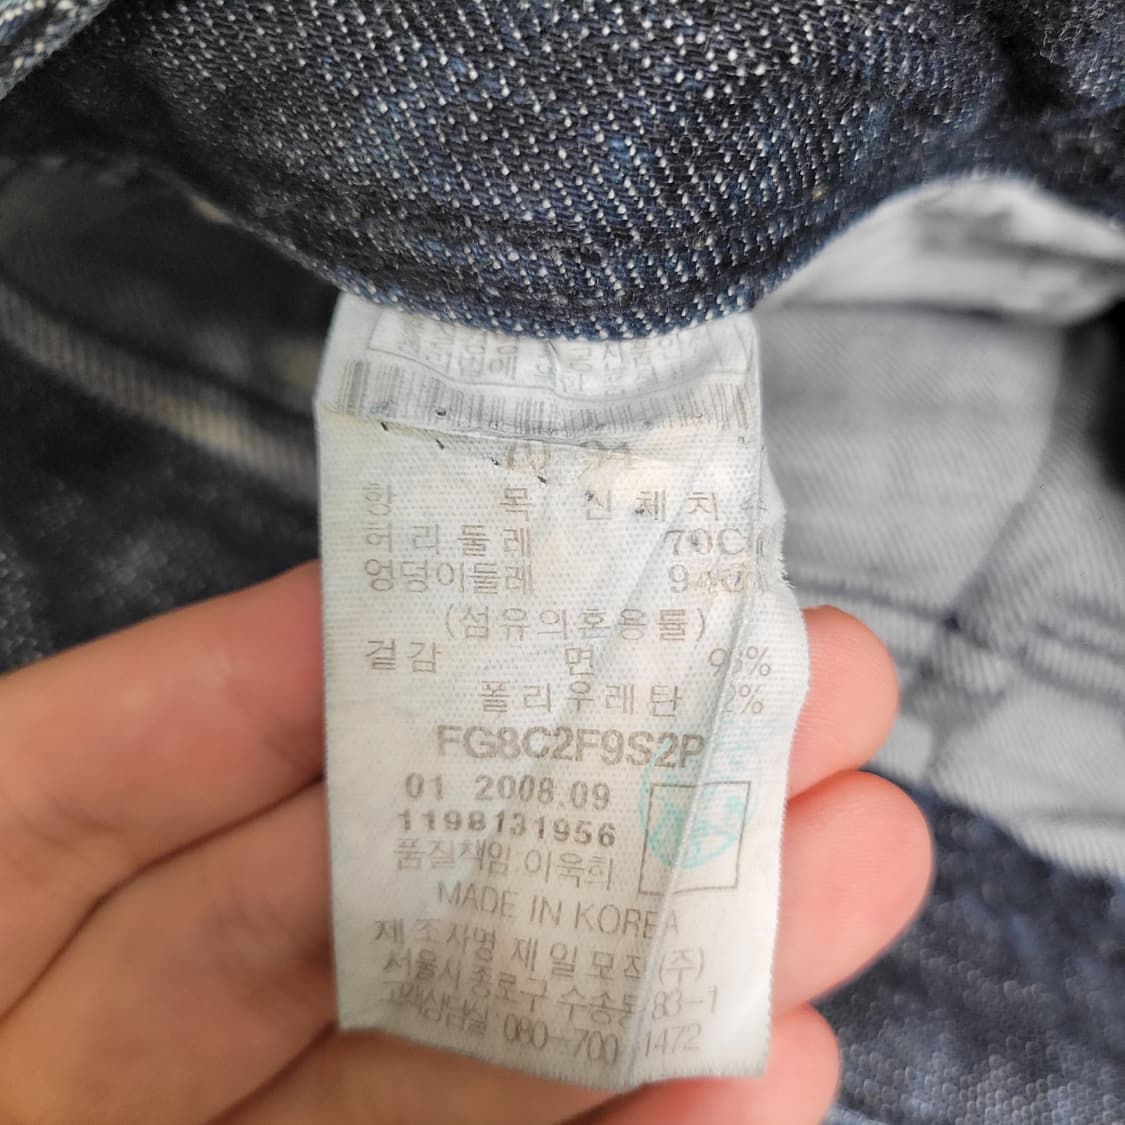 항 목 신체치수
허리둘레 79CM
엉덩이둘레 94CM
(섬유의혼용률)
겉감 면 98%
폴리우레탄 2%
FG8C2F9S2P
01 2008.09
1198131956
품질책임 이욱희
MADE IN KOREA
제조자명 제일모직(주)
서울시종로구 수송동 83-1
고객상담실 080-700-1472